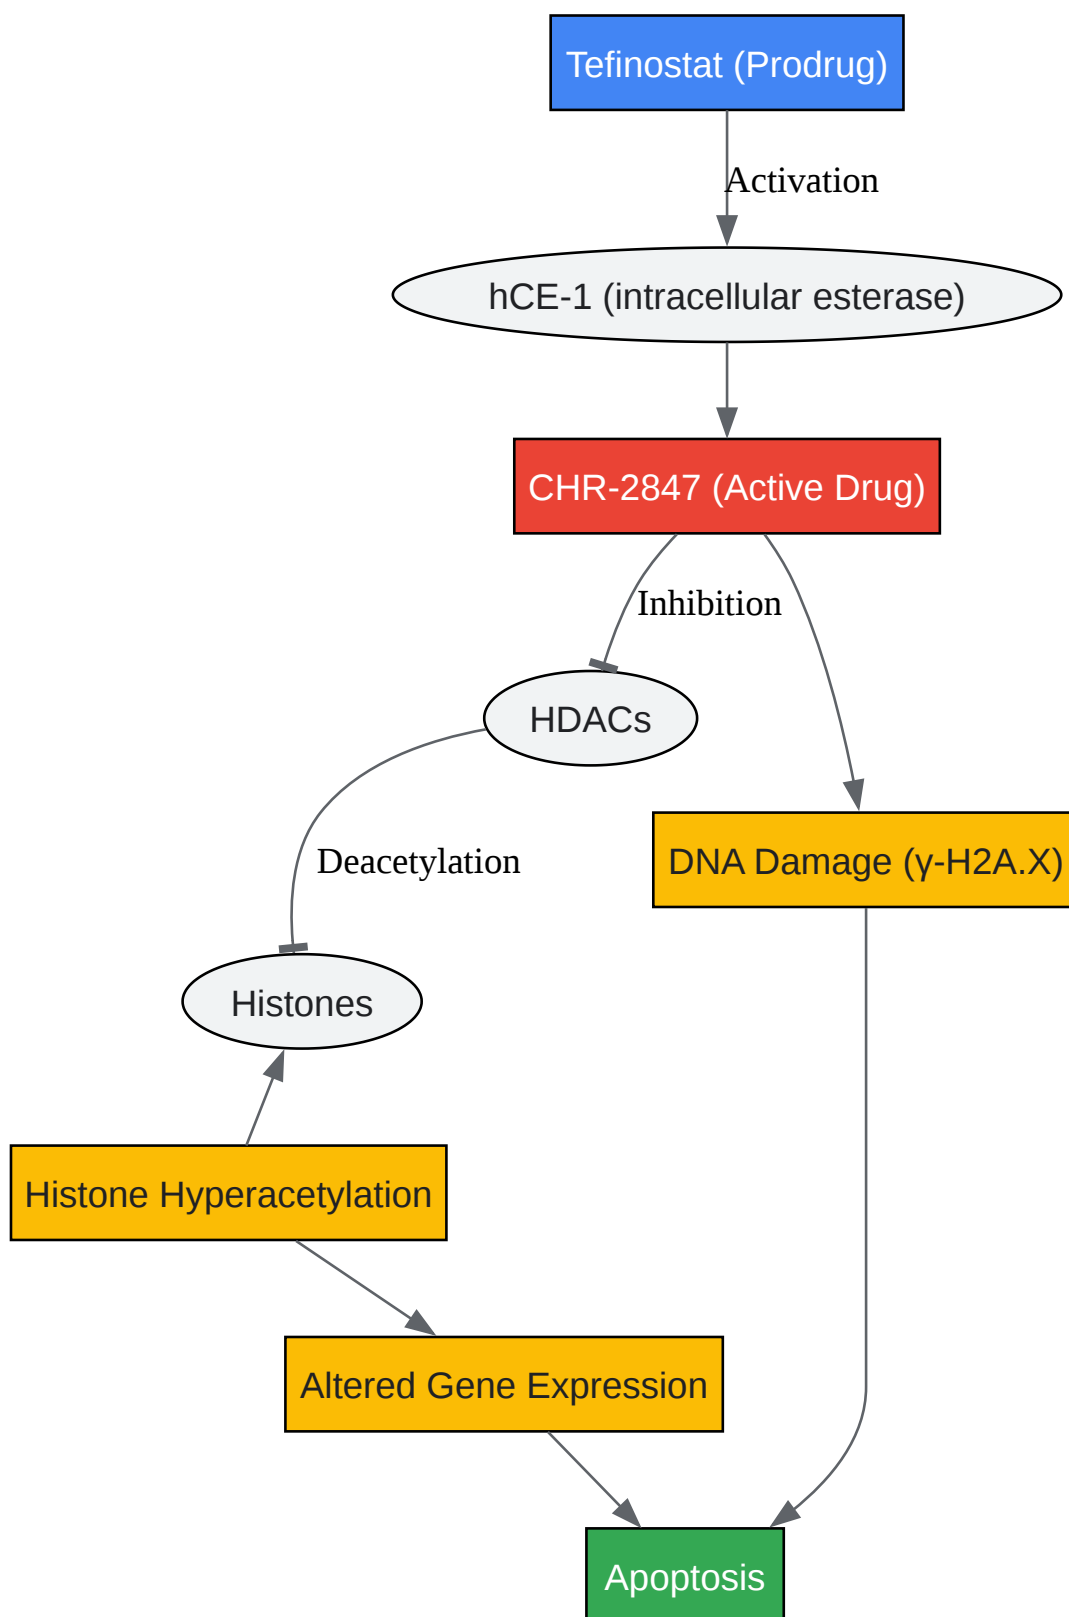 Tefinostat (Prodrug)
Activation
hCE-1 (intracellular esterase)
CHR-2847 (Active Drug)
Inhibition
HDACs
Deacetylation
DNA Damage (γ-H2A.X)
Histones
Histone Hyperacetylation
Altered Gene Expression
Apoptosis